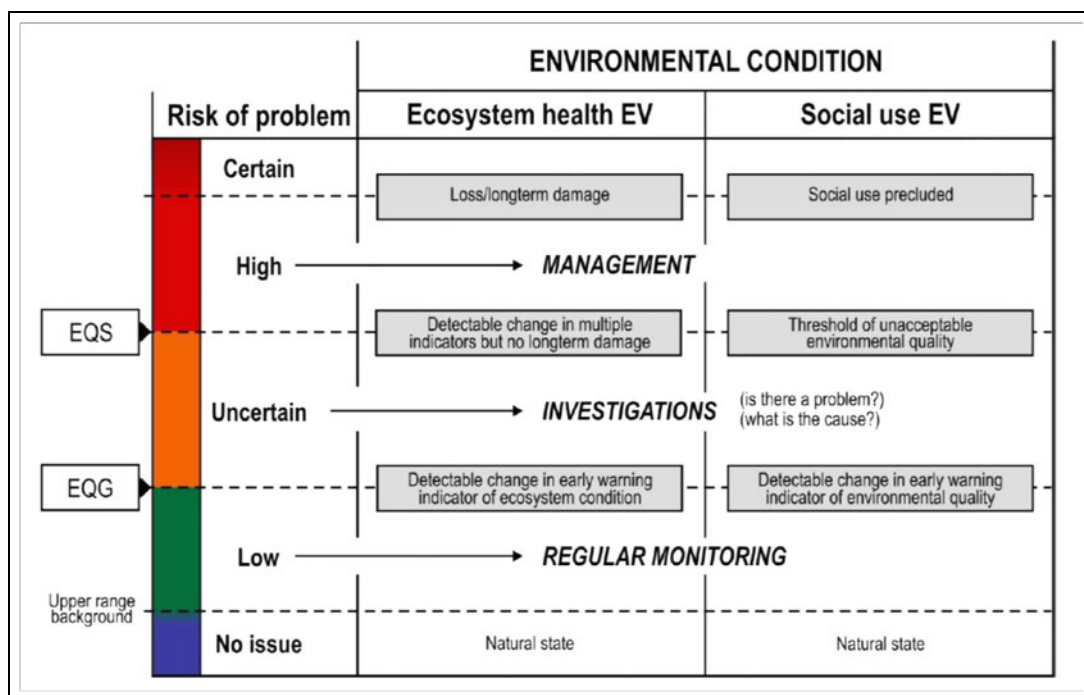 ENVIRONMENTAL CONDITION
Risk of problem
Ecosystem health EV
Social use EV
Certain
Loss/longterm damage
Social use precluded
High
MANAGEMENT
EQS
Detectable change in multiple
indicators but no longterm damage
Threshold of unacceptable
environmental quality
Uncertain
INVESTIGATIONS
(is there a problem?)
(what is the cause?)
EQG
Detectable change in early warning
indicator of ecosystem condition
Detectable change in early warning
indicator of environmental quality
Low
REGULAR MONITORING
Upper range
background
No issue
Natural state
Natural state